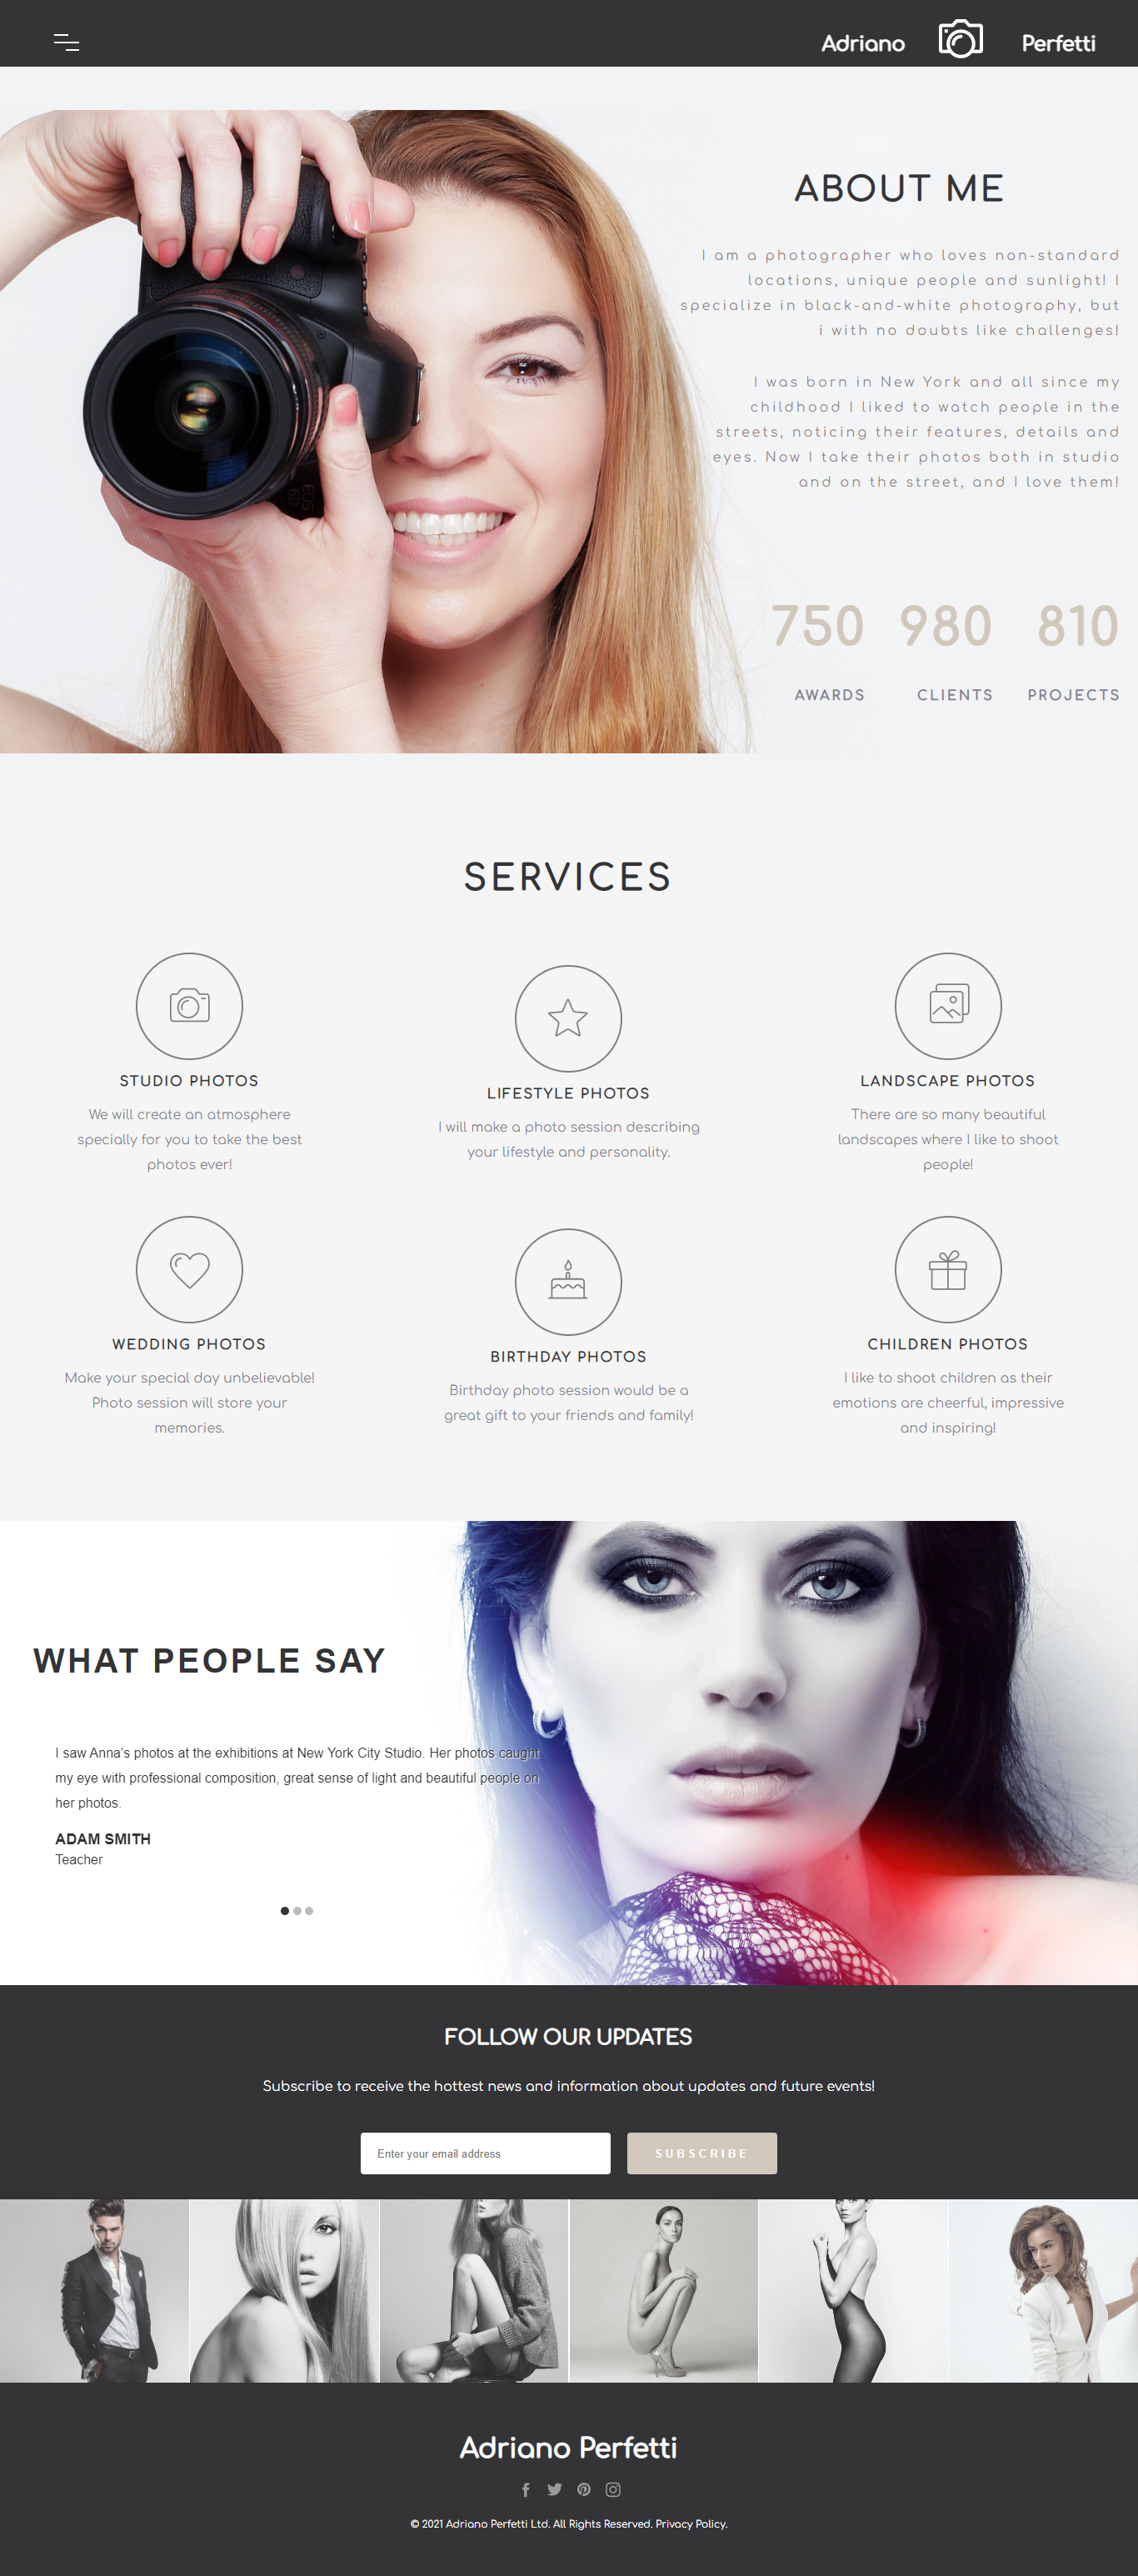 Adriano Perfetti
ABOUT ME
I am a photographer who loves non-standard
locations, unique people and sunlight! I
specialize in black-and-white photography, but
i with no doubts like challenges!
I was born in New York and all since my
childhood I liked to watch people in the
streets, noticing their features, details and
eyes. Now I take their photos both in studio
and on the street, and I love them!
750 980 810
AWARDS CLIENTS PROJECTS
EOS
6D
SERVICES
STUDIO PHOTOS
We will create an atmosphere
specially for you to take the best
photos ever!
LIFESTYLE PHOTOS
I will make a photo session describing
your lifestyle and personality.
LANDSCAPE PHOTOS
There are so many beautiful
landscapes where I like to shoot
people!
WEDDING PHOTOS
Make your special day unbelievable!
Photo session will store your
memories.
BIRTHDAY PHOTOS
Birthday photo session would be a
great gift to your friends and family!
CHILDREN PHOTOS
I like to shoot children as their
emotions are cheerful, impressive
and inspiring!
WHAT PEOPLE SAY
I saw Anna’s photos at the exhibitions at New York City Studio. Her photos caught
my eye with professional composition, great sense of light and beautiful people on
her photos.
ADAM SMITH
Teacher
FOLLOW OUR UPDATES
Subscribe to receive the hottest news and information about updates and future events!
Enter your email address
SUBSCRIBE
Adriano Perfetti
© 2021 Adriano Perfetti Ltd. All Rights Reserved. Privacy Policy.